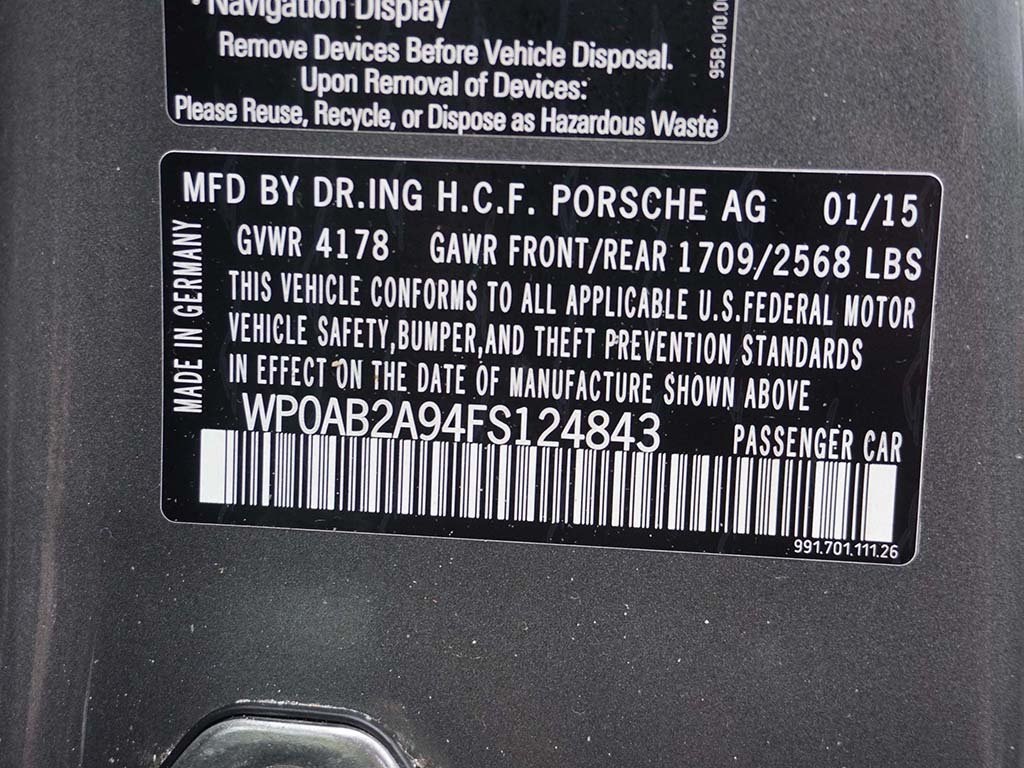 • Navigation Display
Remove Devices Before Vehicle Disposal.
Upon Removal of Devices:
Please Reuse, Recycle, or Dispose as Hazardous Waste
95B.010.0
MFD BY DR.ING H.C.F. PORSCHE AG 01/15
GVWR 4178 GAWR FRONT/REAR 1709/2568 LBS
THIS VEHICLE CONFORMS TO ALL APPLICABLE U.S.FEDERAL MOTOR
VEHICLE SAFETY,BUMPER,AND THEFT PREVENTION STANDARDS
IN EFFECT ON THE DATE OF MANUFACTURE SHOWN ABOVE
WP0AB2A94FS124843 PASSENGER CAR
MADE IN GERMANY
991.701.111.26